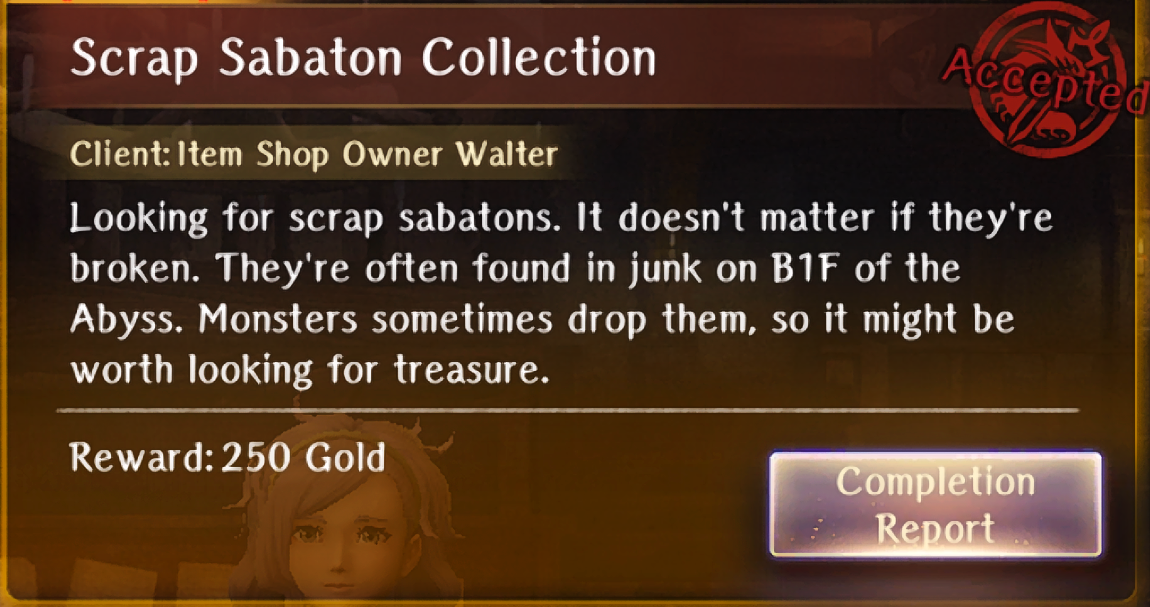 Scrap Sabaton Collection
Accepted
Client: Item Shop Owner Walter
Looking for scrap sabatons. It doesn't matter if they're
broken. They're often found in junk on B1F of the
Abyss. Monsters sometimes drop them, so it might be
worth looking for treasure.
Reward: 250 Gold
Completion
Report